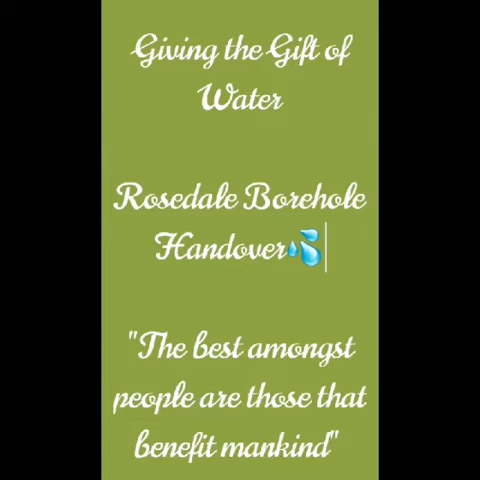 Giving the Gift of
Water
Rosedale Borehole
Handover💦
"The best amongst
people are those that
benefit mankind"